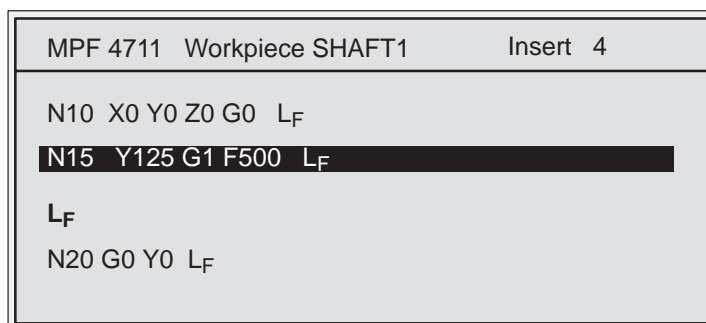 MPF 4711 Workpiece SHAFT1 Insert 4
N10 X0 Y0 Z0 G0 LF
N15 Y125 G1 F500 LF
LF
N20 G0 Y0 LF